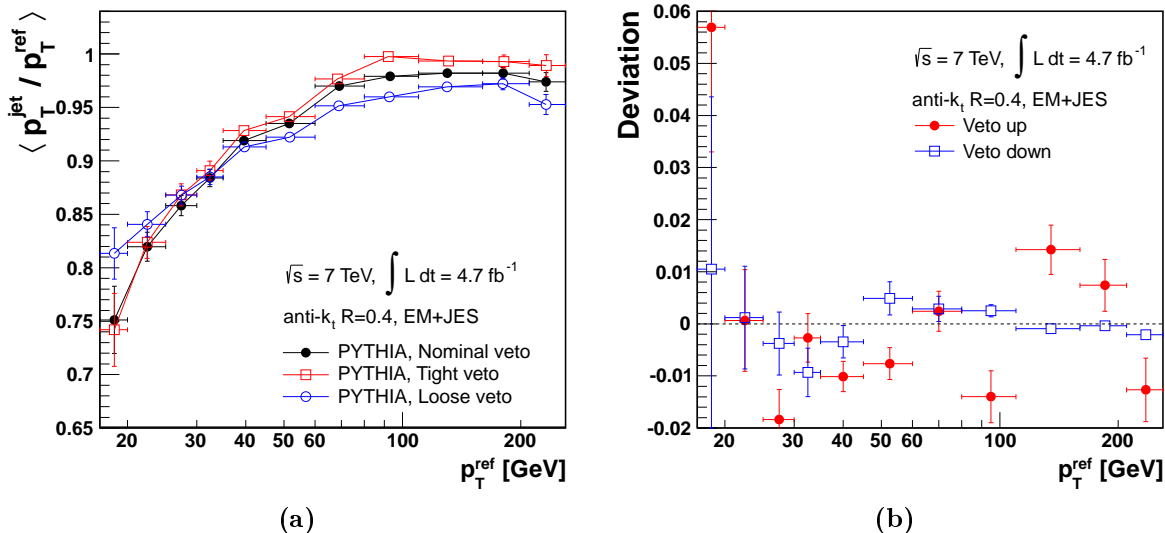 ⟨ p_T^jet / p_T^ref ⟩
1
0.95
0.9
0.85
0.8
0.75
0.7
0.65
√s = 7 TeV, ∫ L dt = 4.7 fb⁻¹
anti-k_t R=0.4, EM+JES
PYTHIA, Nominal veto
PYTHIA, Tight veto
PYTHIA, Loose veto
20 30 40 50 60 100 200
p_T^ref [GeV]
(a)
Deviation
0.06
0.05
0.04
0.03
0.02
0.01
0
-0.01
-0.02
√s = 7 TeV, ∫ L dt = 4.7 fb⁻¹
anti-k_t R=0.4, EM+JES
Veto up
Veto down
20 30 40 50 60 100 200
p_T^ref [GeV]
(b)